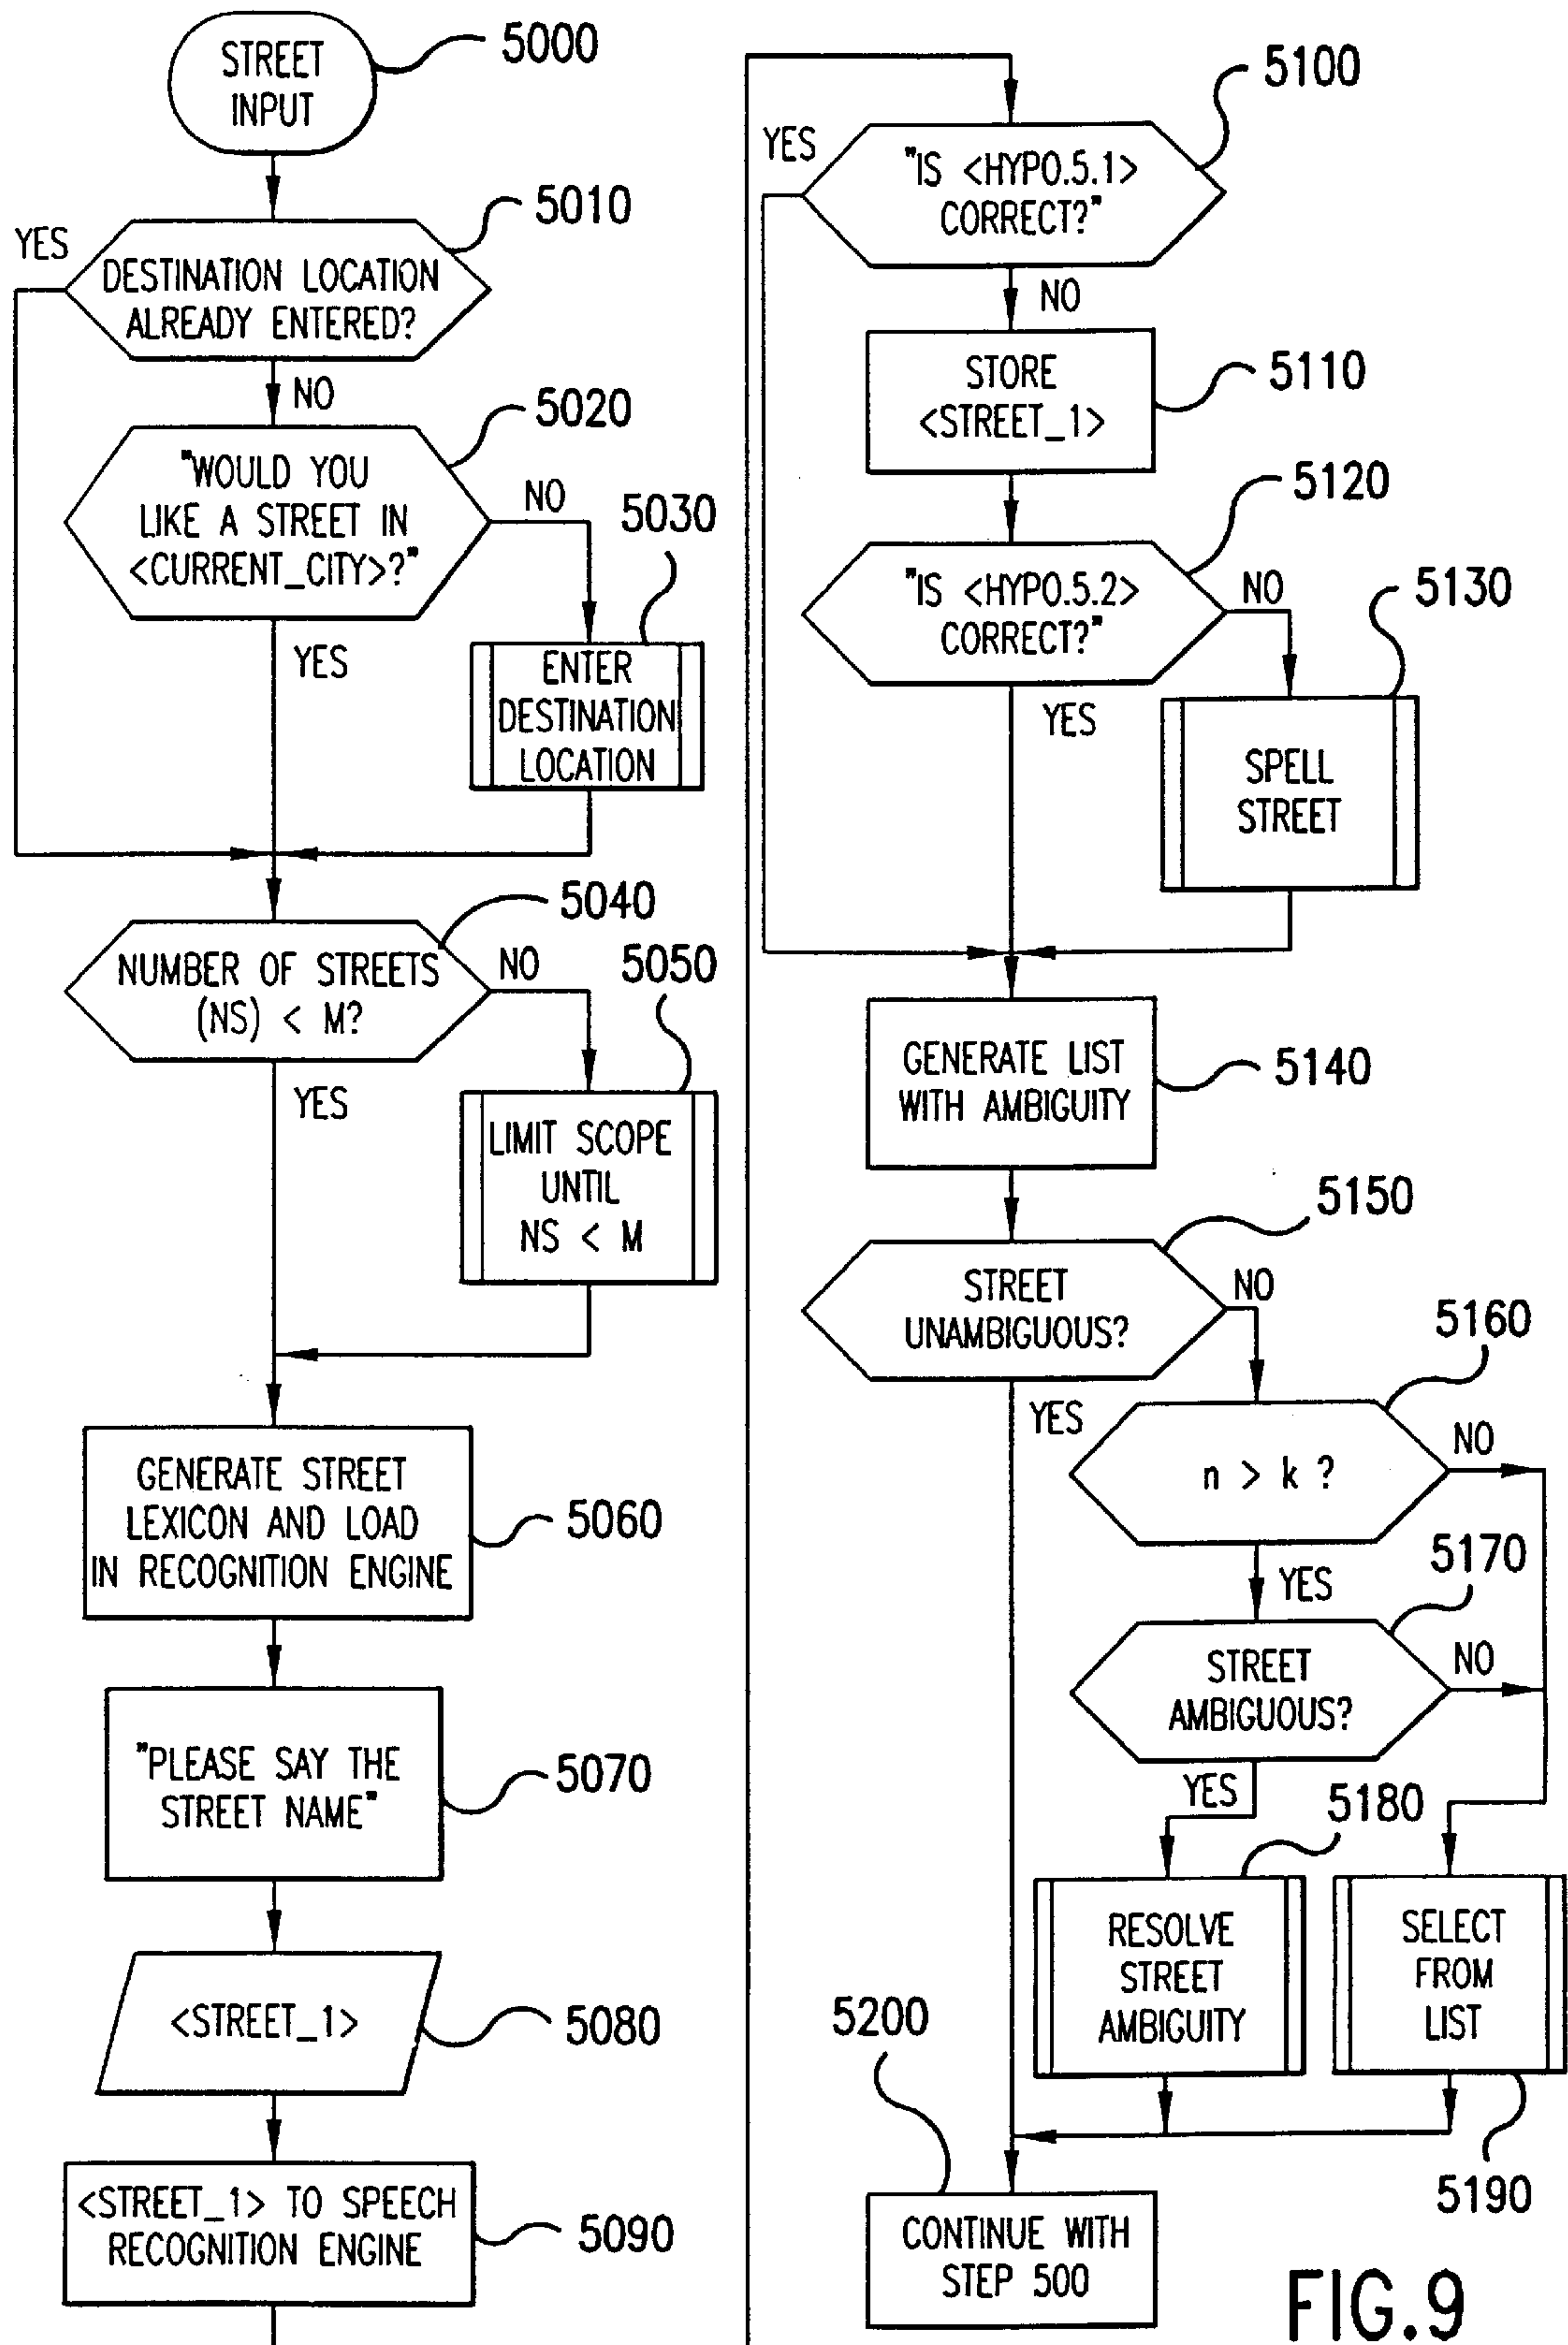 STREET
INPUT
5000
5010
YES
DESTINATION LOCATION
ALREADY ENTERED?
NO
5020
"WOULD YOU
LIKE A STREET IN
<CURRENT_CITY>?"
NO
5030
YES
ENTER
DESTINATION
LOCATION
5040
NUMBER OF STREETS
(NS) < M?
NO
5050
YES
LIMIT SCOPE
UNTIL
NS < M
GENERATE STREET
LEXICON AND LOAD
IN RECOGNITION ENGINE
5060
"PLEASE SAY THE
STREET NAME"
5070
<STREET_1>
5080
<STREET_1> TO SPEECH
RECOGNITION ENGINE
5090
5100
YES
"IS <HYPO.5.1>
CORRECT?"
NO
STORE
<STREET_1>
5110
5120
"IS <HYPO.5.2>
CORRECT?"
NO
5130
YES
SPELL
STREET
GENERATE LIST
WITH AMBIGUITY
5140
5150
STREET
UNAMBIGUOUS?
NO
5160
YES
n > k ?
NO
5170
YES
STREET
AMBIGUOUS?
NO
YES
5180
RESOLVE
STREET
AMBIGUITY
SELECT
FROM
LIST
5200
5190
CONTINUE WITH
STEP 500
FIG.9